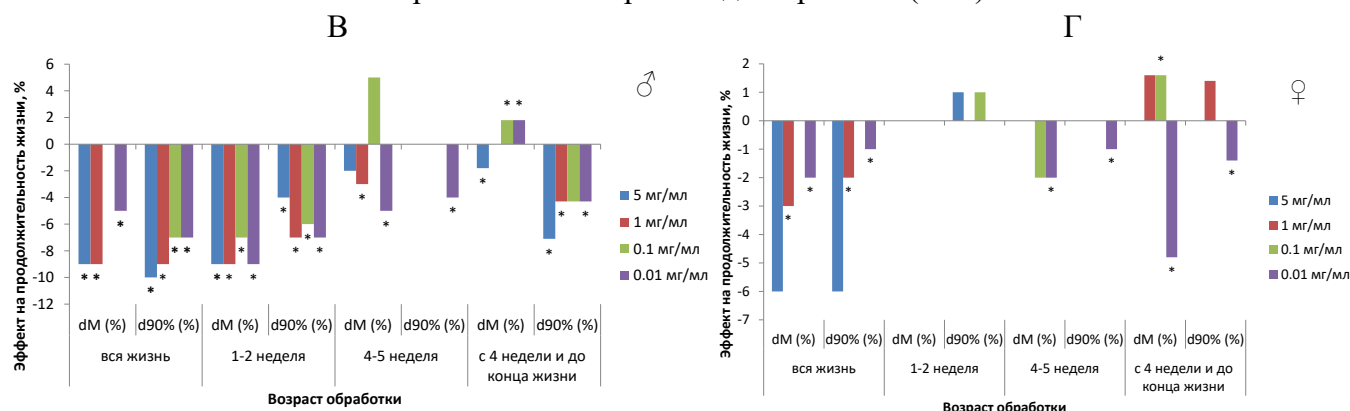 В
Г
Эффект на продолжительность жизни, %
6
4
2
0
-2
-4
-6
-8
-10
-12
♂
* * * * * * * * * * * * * * * * * * * * * * * *
5 мг/мл
1 мг/мл
0.1 мг/мл
0.01 мг/мл
dM (%) d90% (%) dM (%) d90% (%) dM (%) d90% (%) dM (%) d90% (%)
вся жизнь 1-2 неделя 4-5 неделя с 4 недели и до
конца жизни
Возраст обработки
Эффект на продолжительность жизни, %
2
1
0
-1
-2
-3
-4
-5
-6
-7
♀
* * * * * * * * *
5 мг/мл
1 мг/мл
0.1 мг/мл
0.01 мг/мл
dM (%) d90% (%) dM (%) d90% (%) dM (%) d90% (%) dM (%) d90% (%)
вся жизнь 1-2 неделя 4-5 неделя с 4 недели и до
конца жизни
Возраст обработки